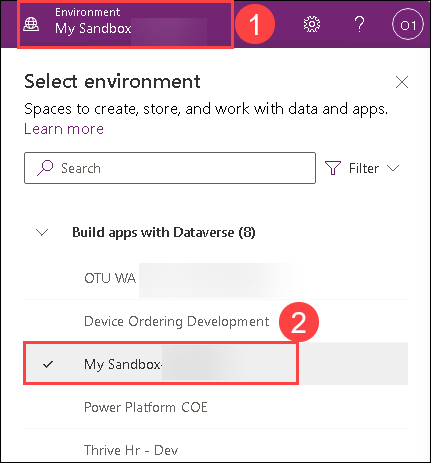 Environment
My Sandbox
1
?
O1
Select environment
Spaces to create, store, and work with data and apps.
Learn more
Search
Filter
Build apps with Dataverse (8)
OTU WA
Device Ordering Development
2
My Sandbox-
Power Platform COE
Thrive Hr - Dev